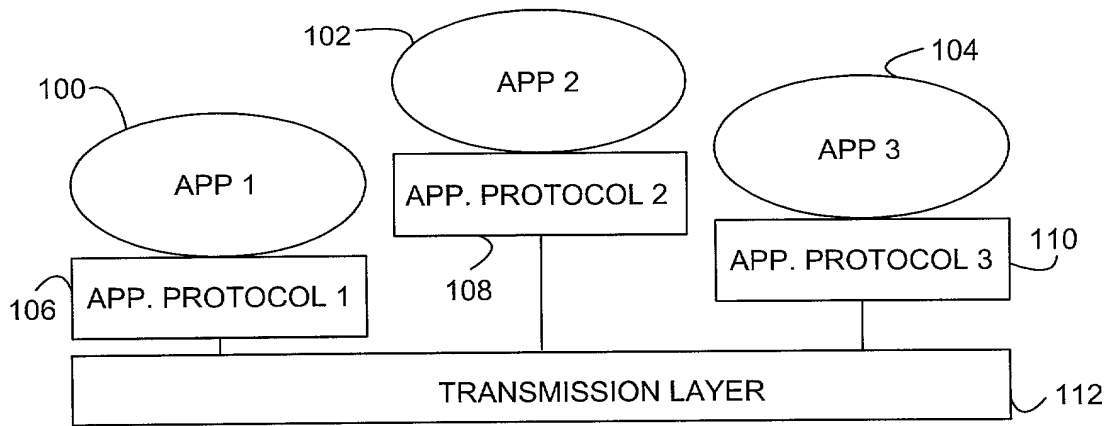 102
104
100
APP 2
APP 3
APP 1
APP. PROTOCOL 2
APP. PROTOCOL 3
110
108
106
APP. PROTOCOL 1
TRANSMISSION LAYER
112